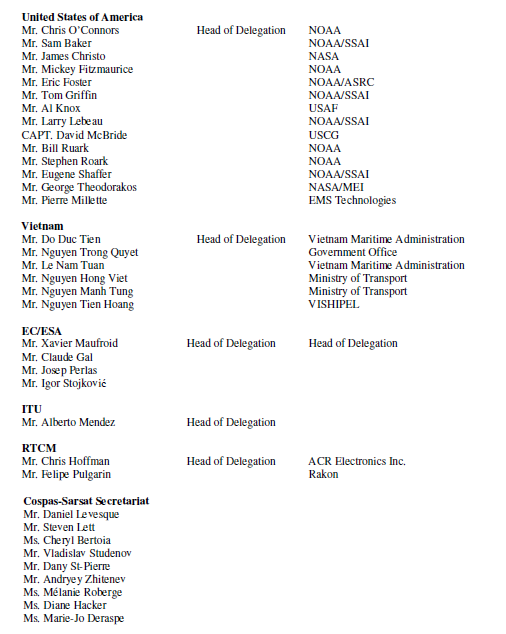 United States of America
Mr. Chris O'Connors Head of Delegation NOAA
Mr. Sam Baker NOAA/SSAI
Mr. James Christo NASA
Mr. Mickey Fitzmaurice NOAA
Mr. Eric Foster NOAA/ASRC
Mr. Tom Griffin NOAA/SSAI
Mr. Al Knox USAF
Mr. Larry Lebeau NOAA/SSAI
CAPT. David McBride USCG
Mr. Bill Ruark NOAA
Mr. Stephen Roark NOAA
Mr. Eugene Shaffer NOAA/SSAI
Mr. George Theodorakos NASA/MEI
Mr. Pierre Millette EMS Technologies
Vietnam
Mr. Do Duc Tien Head of Delegation Vietnam Maritime Administration
Mr. Nguyen Trong Quyet Government Office
Mr. Le Nam Tuan Vietnam Maritime Administration
Mr. Nguyen Hong Viet Ministry of Transport
Mr. Nguyen Manh Tung Ministry of Transport
Mr. Nguyen Tien Hoang VISHIPEL
EC/ESA
Mr. Xavier Maufroid Head of Delegation Head of Delegation
Mr. Claude Gal
Mr. Josep Perlas
Mr. Igor Stojković
ITU
Mr. Alberto Mendez Head of Delegation
RTCM
Mr. Chris Hoffman Head of Delegation ACR Electronics Inc.
Mr. Felipe Pulgarin Rakon
Cospas-Sarsat Secretariat
Mr. Daniel Levesque
Mr. Steven Lett
Ms. Cheryl Bertoia
Mr. Vladislav Studenov
Mr. Dany St-Pierre
Mr. Andryey Zhitenev
Ms. Mélanie Roberge
Ms. Diane Hacker
Ms. Marie-Jo Deraspe